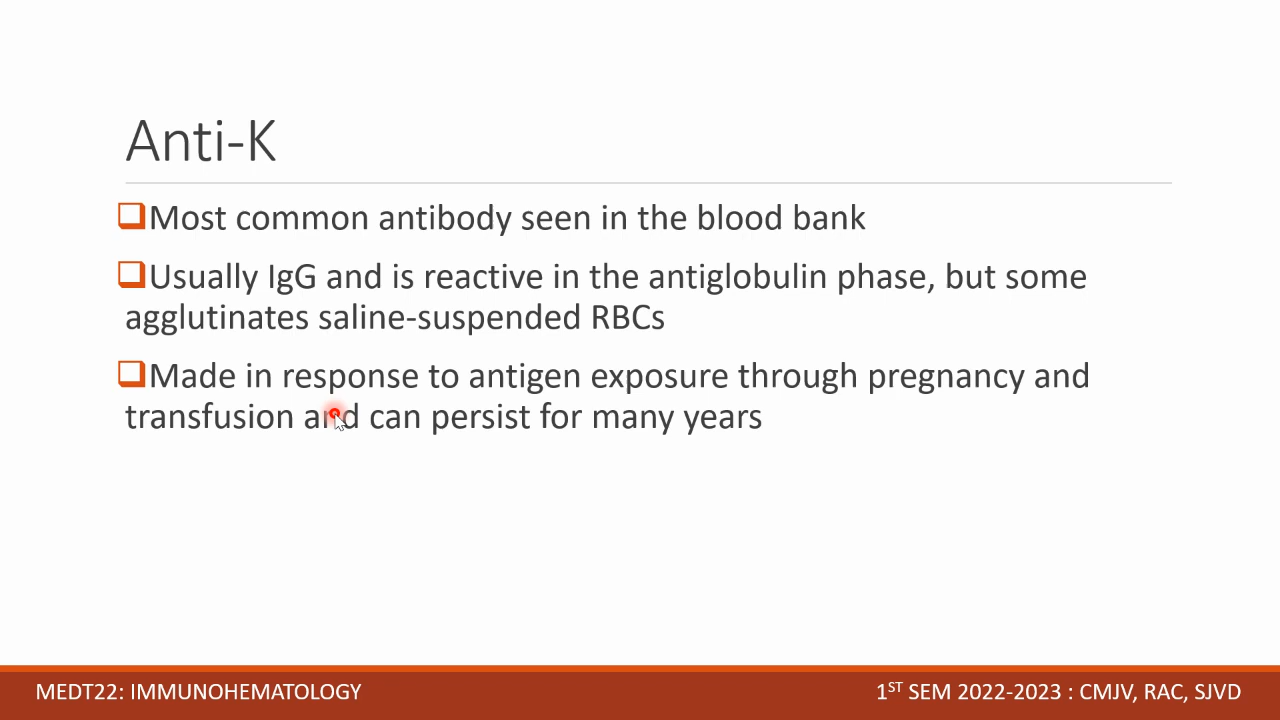 Anti-K
❑Most common antibody seen in the blood bank
❑Usually IgG and is reactive in the antiglobulin phase, but some
agglutinates saline-suspended RBCs
❑Made in response to antigen exposure through pregnancy and
transfusion and can persist for many years
MEDT22: IMMUNOHEMATOLOGY
1ST SEM 2022-2023 : CMJV, RAC, SJVD